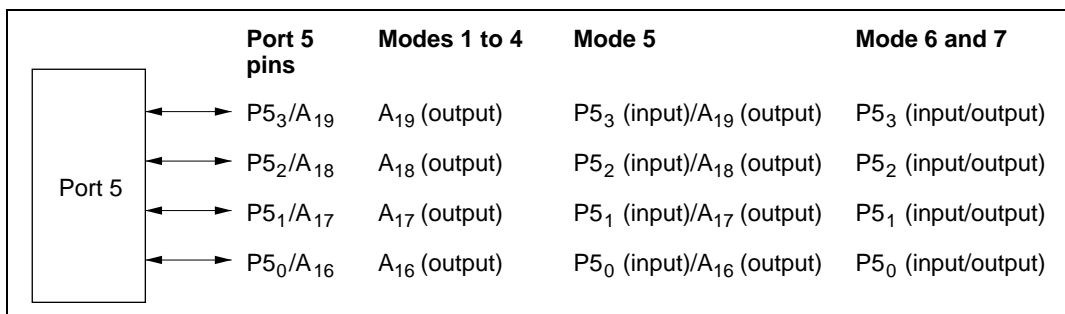 Port 5 pins Modes 1 to 4 Mode 5 Mode 6 and 7
P5₃/A₁₉ A₁₉ (output) P5₃ (input)/A₁₉ (output) P5₃ (input/output)
P5₂/A₁₈ A₁₈ (output) P5₂ (input)/A₁₈ (output) P5₂ (input/output)
Port 5
P5₁/A₁₇ A₁₇ (output) P5₁ (input)/A₁₇ (output) P5₁ (input/output)
P5₀/A₁₆ A₁₆ (output) P5₀ (input)/A₁₆ (output) P5₀ (input/output)